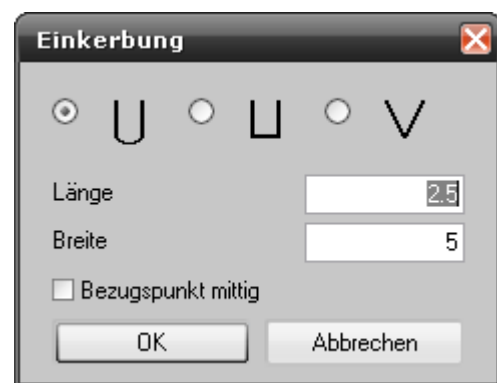 Einkerbung
Länge 2.5
Breite 5
Bezugspunkt mittig
OK Abbrechen